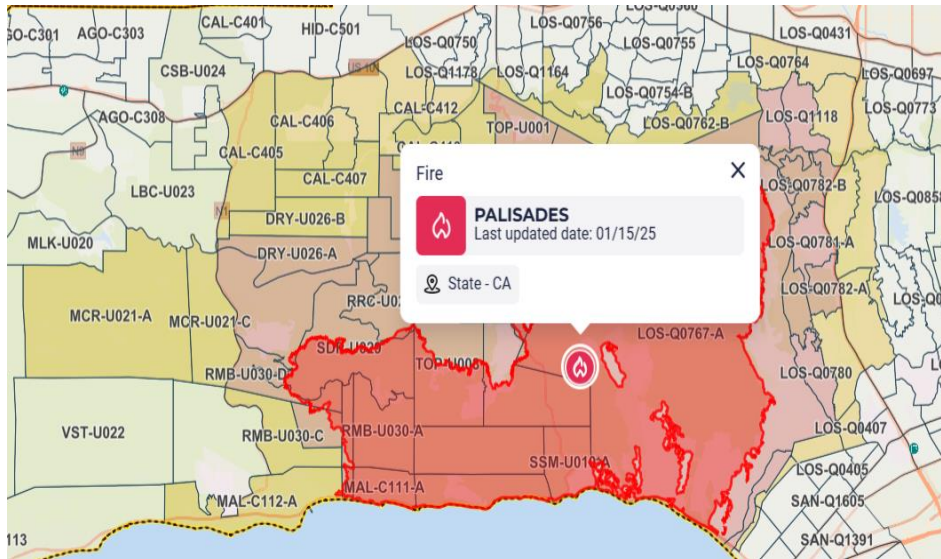 CAL-C401
HID-C501
LOS-Q0756
LOS-Q0431
AGO-C303
LOS-Q0750
LOS-Q0755
CSB-U024
US 101
LOS-Q1178
LOS-Q1164
LOS-Q0764
LOS-Q0697
LOS-Q0754-B
AGO-C308
CAL-C406
CAL-C412
TOP-U001
LOS-Q0762-B
LOS-Q1118
LOS-Q0773
N9
CAL-C405
Fire
X
LBC-U023
CAL-C407
LOS-Q0782-B
PALISADES
N1
DRY-U026-B
Last updated date: 01/15/25
MLK-U020
DRY-U026-A
LOS-Q0781-A
State - CA
LOS-Q0782-A
MCR-U021-A
MCR-U021-C
LOS-Q0767-A
RMB-U030-D
LOS-Q0780
VST-U022
RMB-U030-C
RMB-U030-A
LOS-Q0407
SSM-U010-A
LOS-Q0405
MAL-C111-A
MAL-C112-A
SAN-Q1605
113
SAN-Q1391